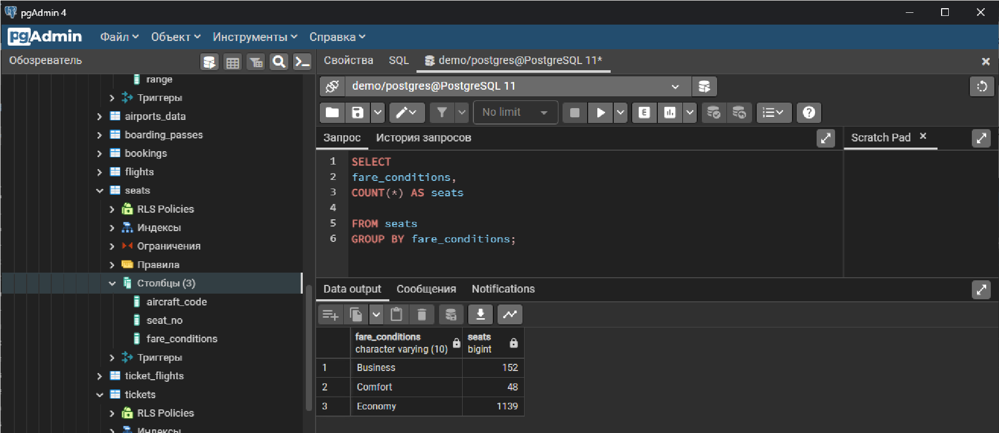 pgAdmin 4
pgAdmin Файл Объект Инструменты Справка
Обозреватель
range
Триггеры
airports_data
boarding_passes
bookings
flights
seats
RLS Policies
Индексы
Ограничения
Правила
Столбцы (3)
aircraft_code
seat_no
fare_conditions
Триггеры
ticket_flights
tickets
RLS Policies
Индексы
Свойства SQL demo/postgres@PostgreSQL 11*
demo/postgres@PostgreSQL 11
No limit E
Запрос История запросов
Scratch Pad
1 SELECT
2 fare_conditions,
3 COUNT(*) AS seats
4
5 FROM seats
6 GROUP BY fare_conditions;
Data output Сообщения Notifications
fare_conditions seats
character varying (10) bigint
1 Business 152
2 Comfort 48
3 Economy 1139